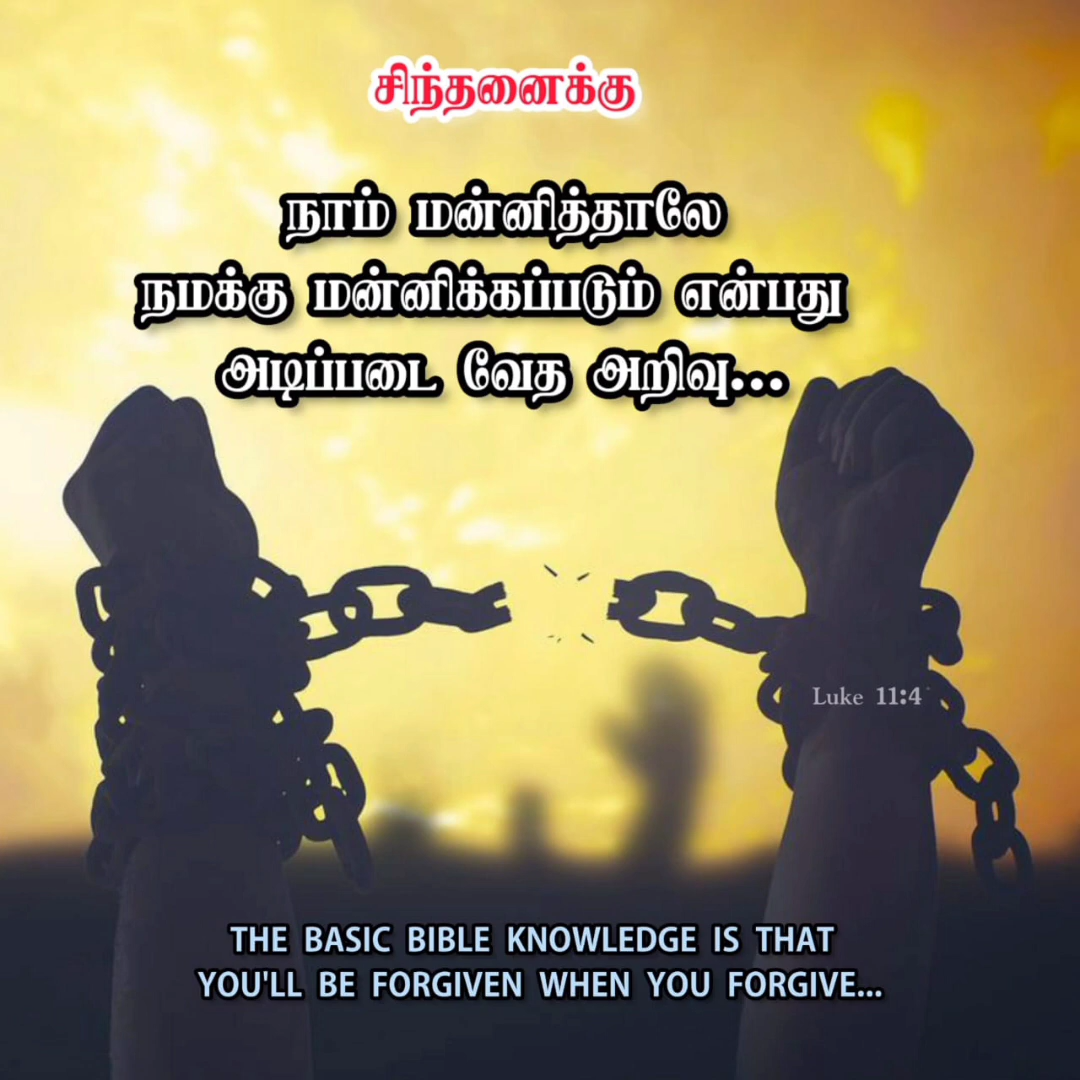 சிந்தனைக்கு
நாம் மன்னித்தாலே
நமக்கு மன்னிக்கப்படும் என்பது
அடிப்படை வேத அறிவு...
Luke 11:4
THE BASIC BIBLE KNOWLEDGE IS THAT
YOU'LL BE FORGIVEN WHEN YOU FORGIVE...